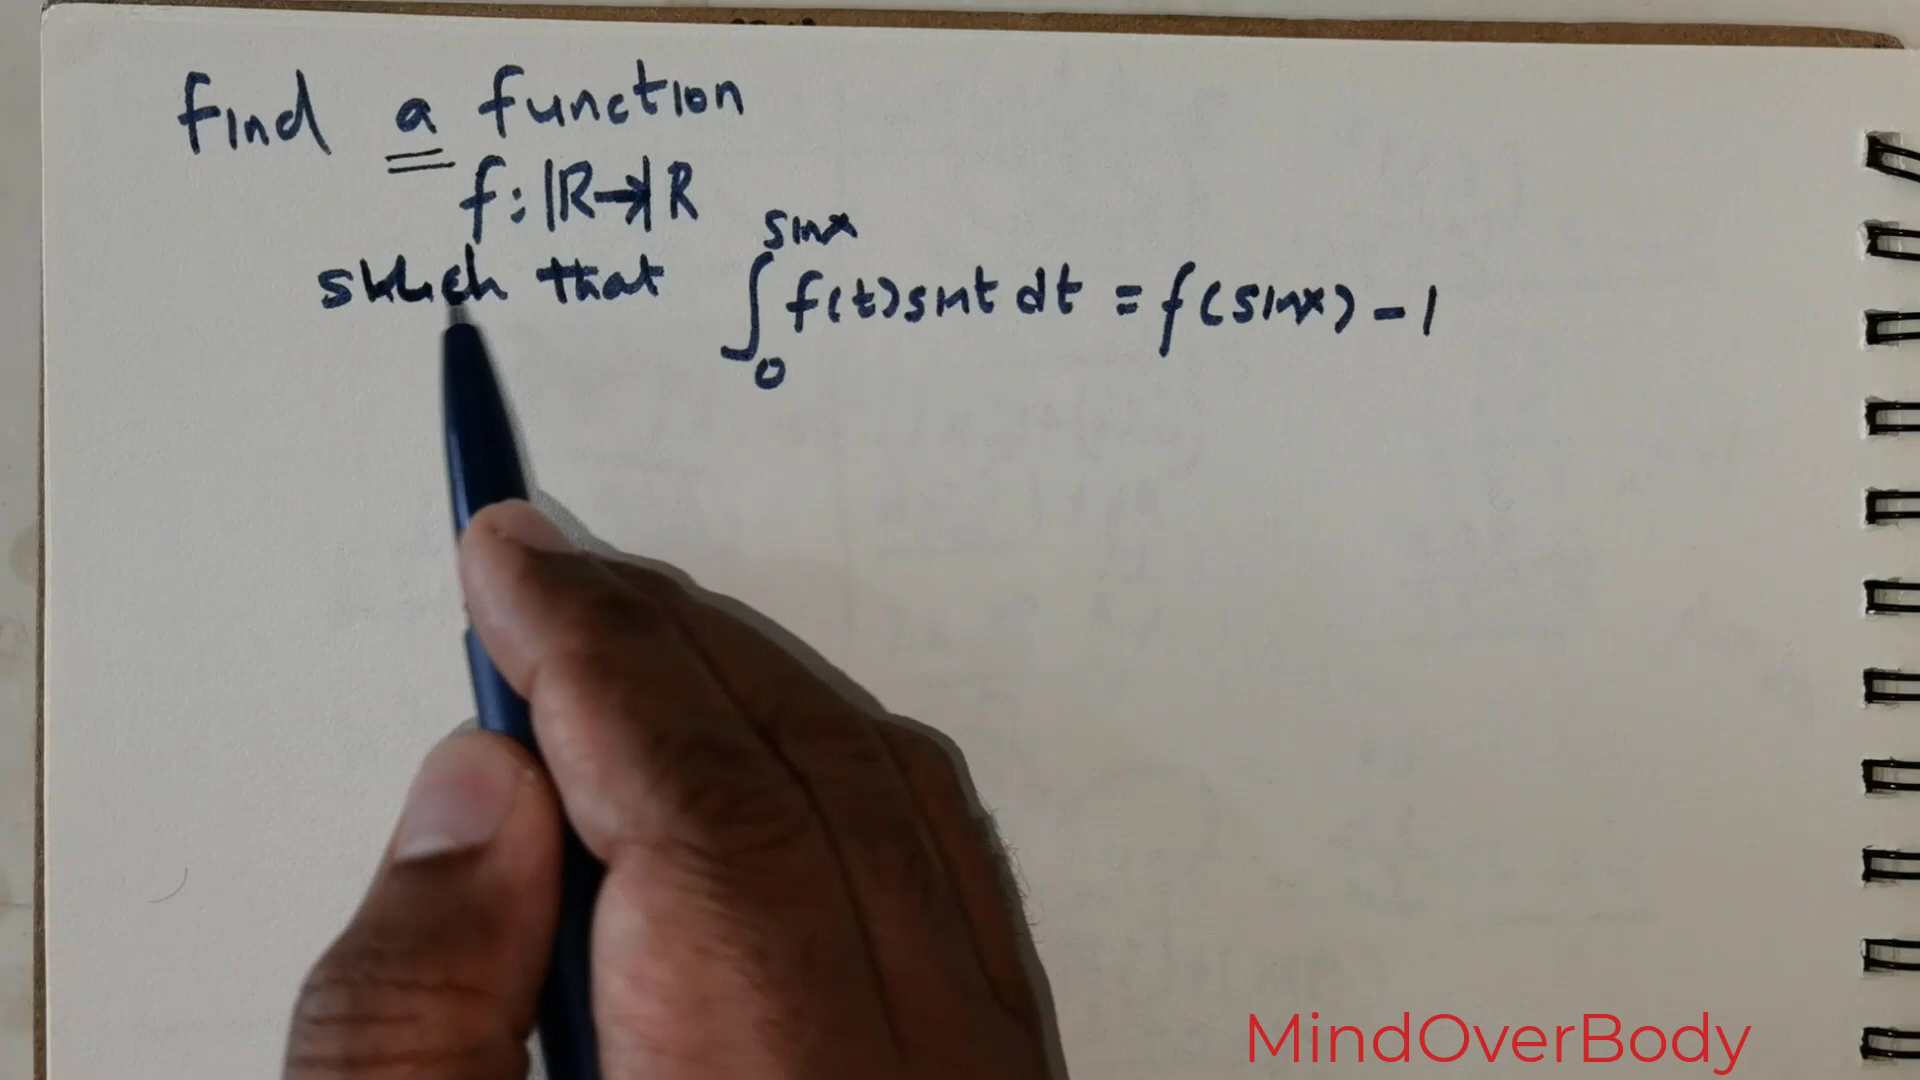 find a function
f: ℝ→ℝ
such that ∫₀^sinx f(t) sint dt = f(sinx) - 1
MindOverBody